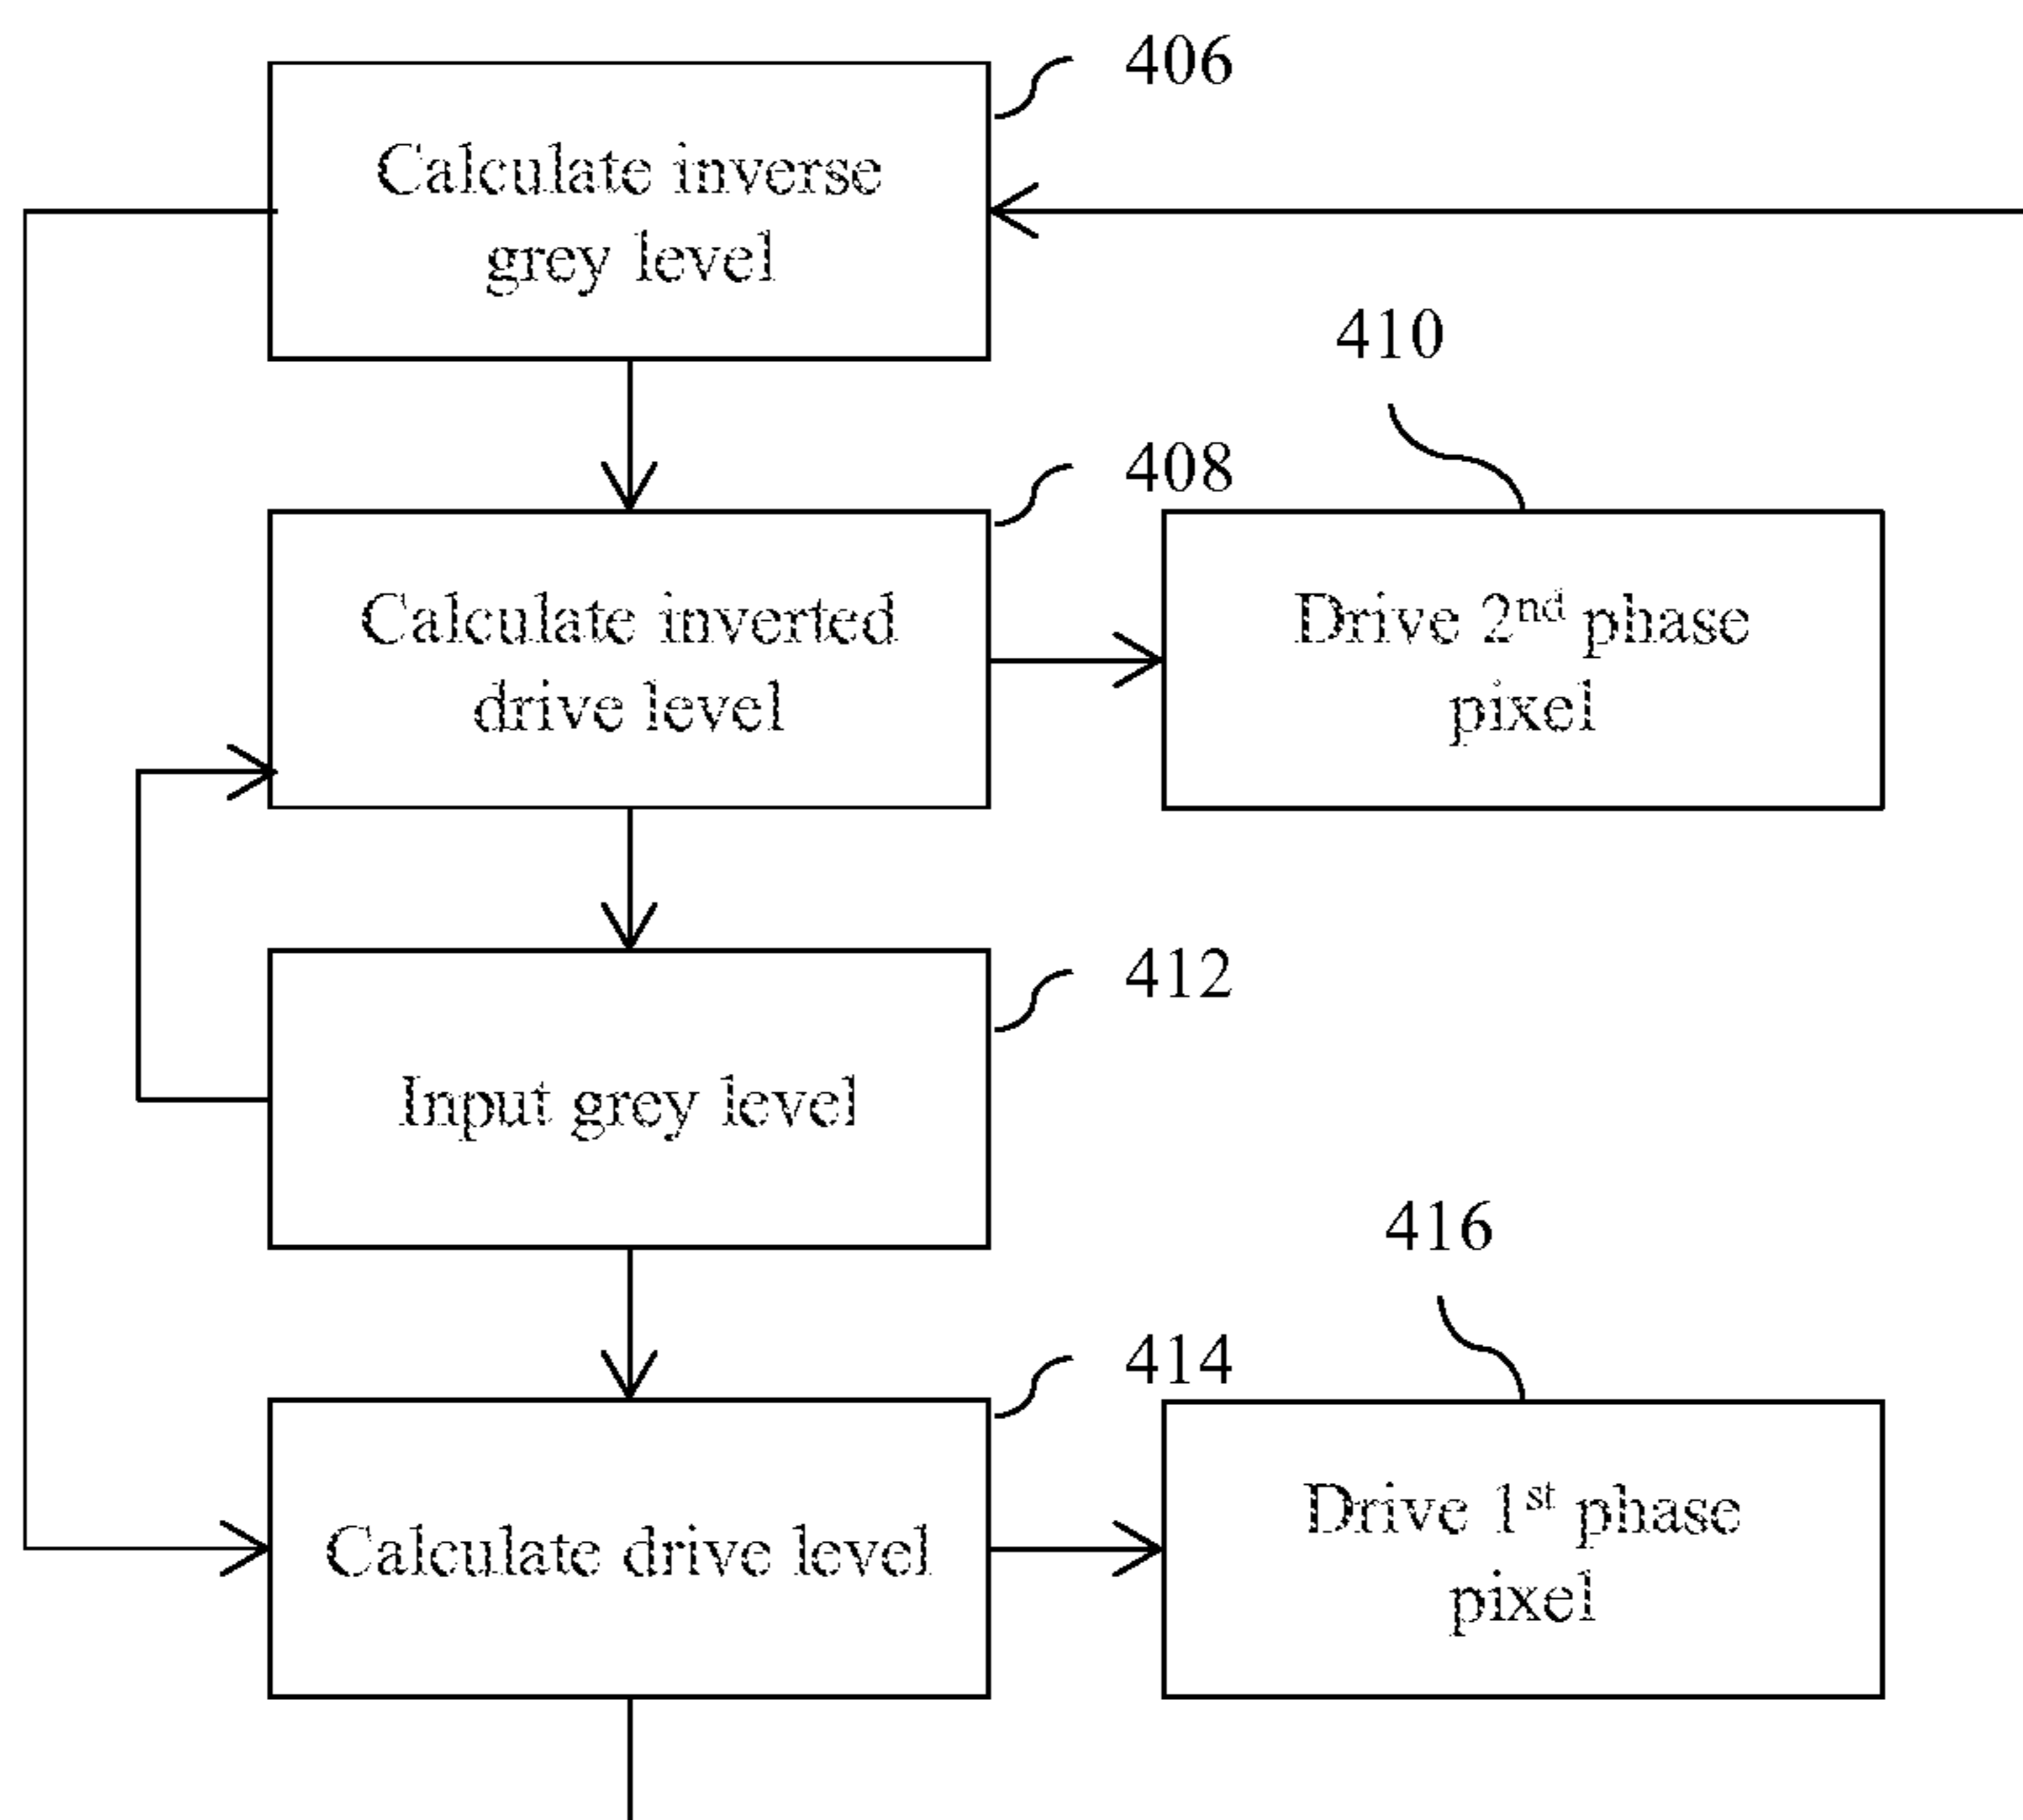 406
Calculate inverse
grey level
410
408
Calculate inverted
drive level
Drive 2nd phase
pixel
412
Input grey level
416
414
Calculate drive level
Drive 1st phase
pixel